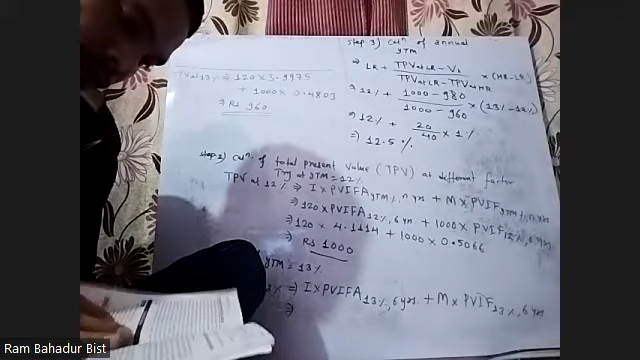 TPV at 13% ⇒ 120 × 3.9975
+ 1000 × 0.4803
⇒ Rs 960
Step 3) Calⁿ. of annual
YTM
⇒ LR + TPV at LR - V₀ / TPV at LR - TPV at HR × (HR-LR)
⇒ 12% + 1000 - 980 / 1000 - 960 × (13% - 12%)
⇒ 12% + 20 / 40 × 1%
⇒ 12.5%
Step 2) Calⁿ. of total present value (TPV) at different factor
at YTM = 12%
TPV at 12% ⇒ I × PVIFA YTM%, n yrs + M × PVIF YTM%, n yrs
⇒ 120 × PVIFA 12%, 6 yrs + 1000 × PVIF 12%, 6 yrs
⇒ 120 × 4.1114 + 1000 × 0.5066
⇒ Rs 1000
YTM = 13%
⇒ I × PVIFA 13%, 6 yrs + M × PVIF 13%, 6 yrs
⇒
Ram Bahadur Bist